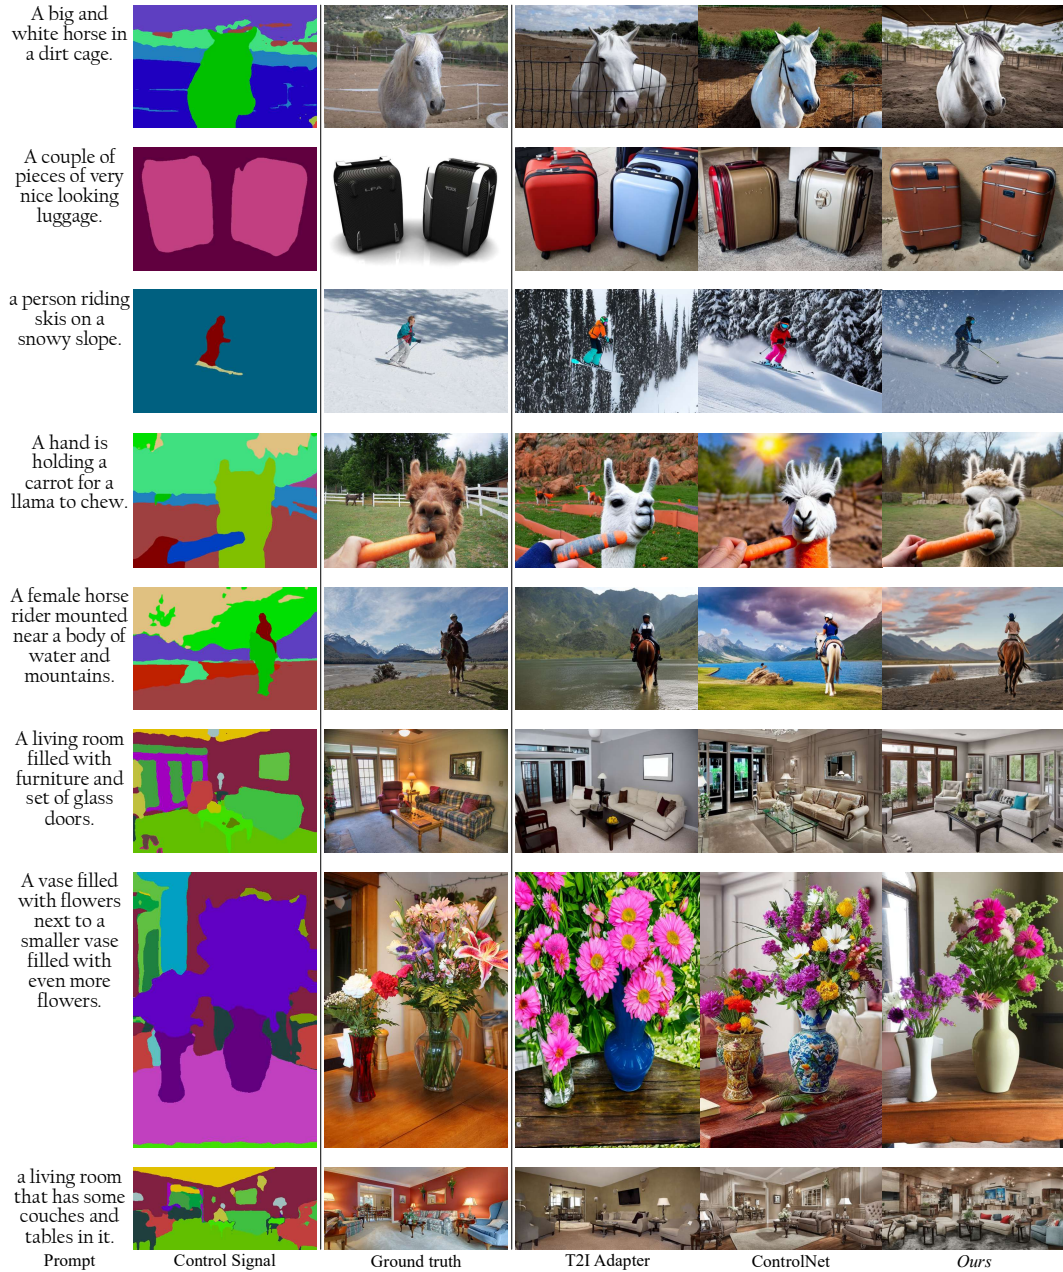 A big and
white horse in
a dirt cage.
A couple of
pieces of very
nice looking
luggage.
a person riding
skis on a
snowy slope.
A hand is
holding a
carrot for a
llama to chew.
A female horse
rider mounted
near a body of
water and
mountains.
A living room
filled with
furniture and
set of glass
doors.
A vase filled
with flowers
next to a
smaller vase
filled with
even more
flowers.
a living room
that has some
couches and
tables in it.
Prompt
Control Signal
Ground truth
T2I Adapter
ControlNet
Ours